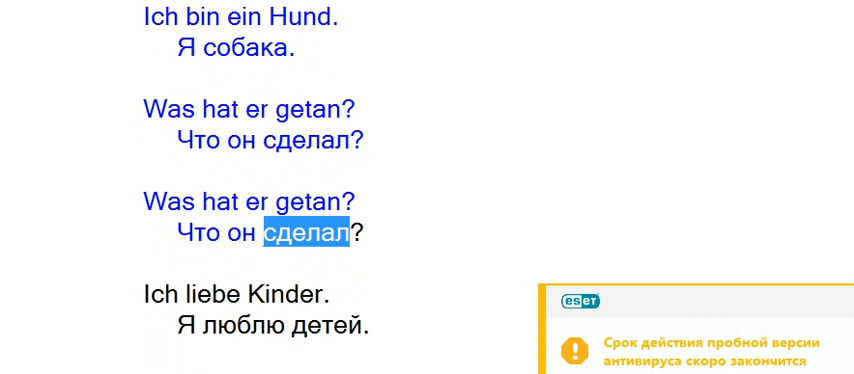 Ich bin ein Hund.
Я собака.
Was hat er getan?
Что он сделал?
Was hat er getan?
Что он сделал?
Ich liebe Kinder.
Я люблю детей.
eset
Срок действия пробной версии
антивируса скоро закончится